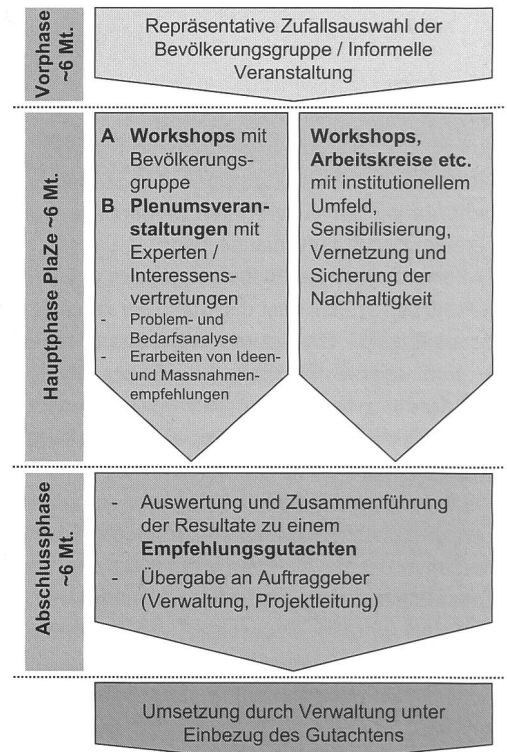 Vorphase
~6 Mt.
Repräsentative Zufallsauswahl der
Bevölkerungsgruppe / Informelle
Veranstaltung
Hauptphase PlaZe ~6 Mt.
A Workshops mit
Bevölkerungs-
gruppe
B Plenumsveran-
staltungen mit
Experten /
Interessens-
vertretungen
- Problem- und
Bedarfsanalyse
- Erarbeiten von Ideen-
und Massnahmen-
empfehlungen
Workshops,
Arbeitskreise etc.
mit institutionellem
Umfeld,
Sensibilisierung,
Vernetzung und
Sicherung der
Nachhaltigkeit
Abschlussphase
~6 Mt.
- Auswertung und Zusammenführung
der Resultate zu einem
Empfehlungsgutachten
- Übergabe an Auftraggeber
(Verwaltung, Projektleitung)
Umsetzung durch Verwaltung unter
Einbezug des Gutachtens